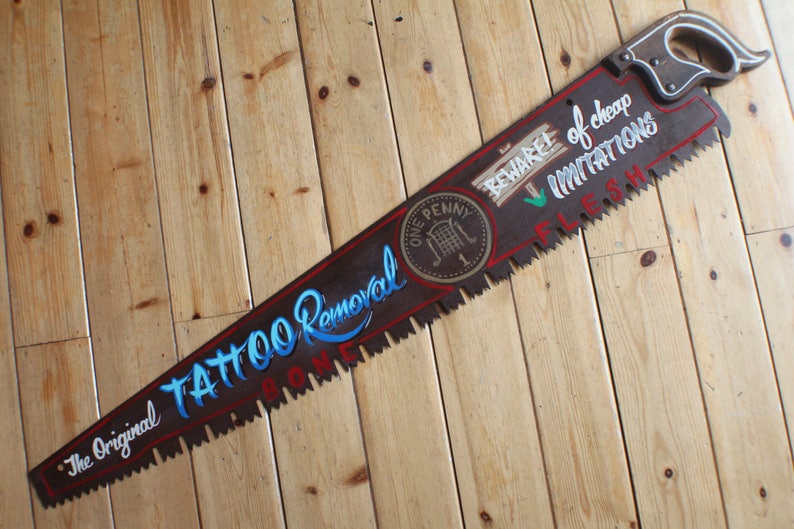 The Original
TATTOO Removal
BONE
ONE PENNY
1
BEWARE!
of cheap
IMITATIONS
FLESH